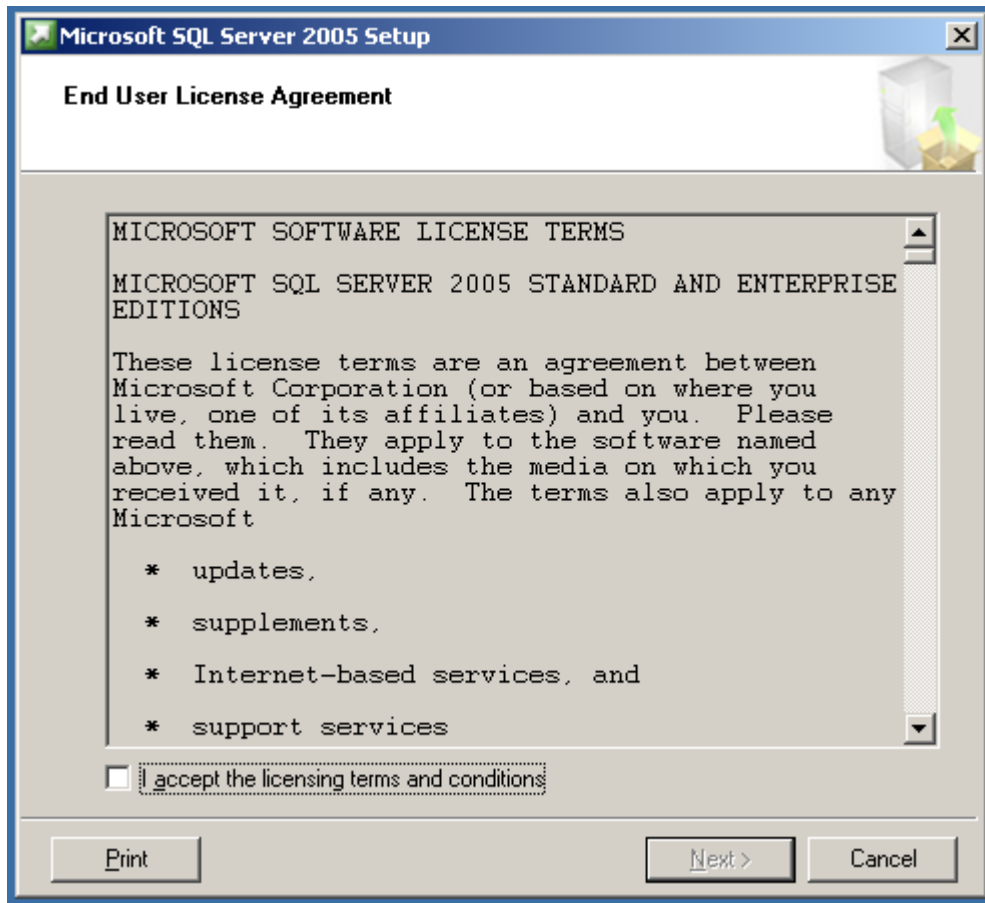 Microsoft SQL Server 2005 Setup
End User License Agreement
MICROSOFT SOFTWARE LICENSE TERMS
MICROSOFT SQL SERVER 2005 STANDARD AND ENTERPRISE
EDITIONS
These license terms are an agreement between
Microsoft Corporation (or based on where you
live, one of its affiliates) and you.  Please
read them.  They apply to the software named
above, which includes the media on which you
received it, if any.  The terms also apply to any
Microsoft
* updates,
* supplements,
* Internet-based services, and
* support services
I accept the licensing terms and conditions
Print
Next >
Cancel